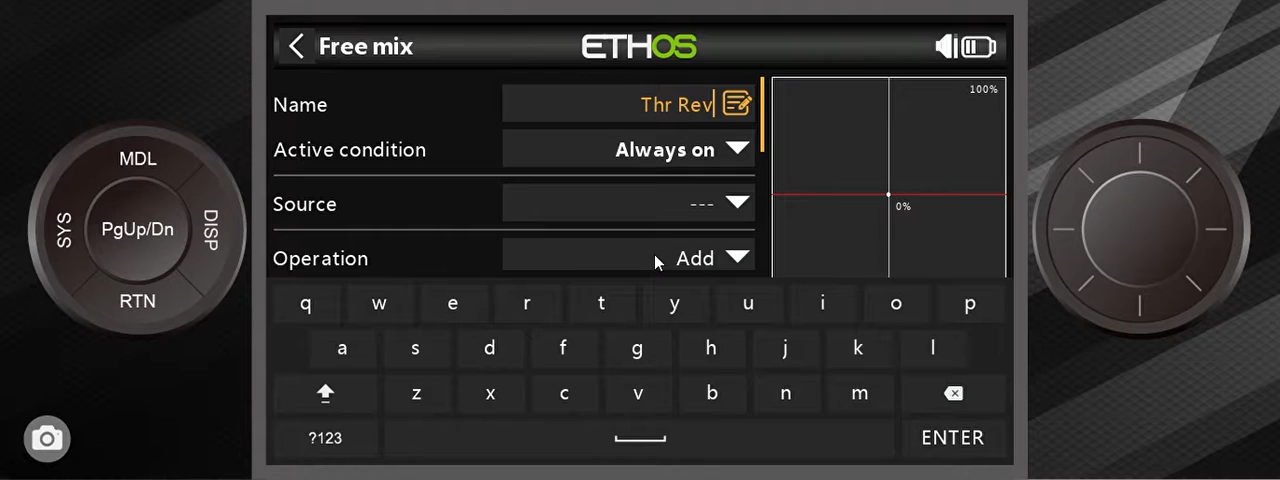 Free mix
ETHOS
Name Thr Rev
100%
Active condition Always on
Source ---
0%
Operation Add
MDL
SYS PgUp/Dn DISP
RTN
q w e r t y u i o p
a s d f g h j k l
z x c v b n m
?123 ENTER